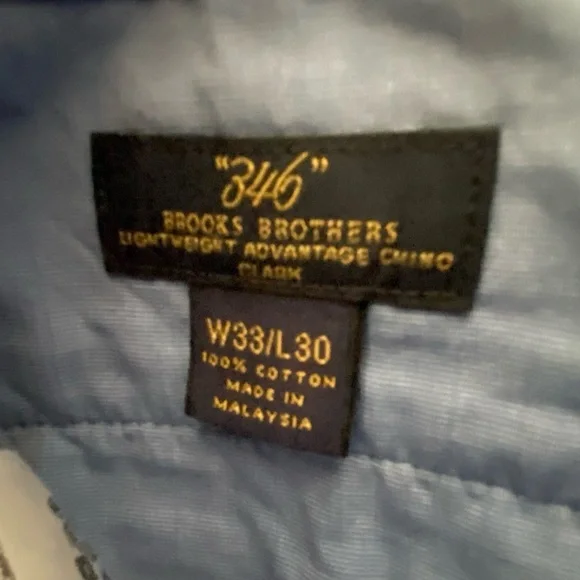 "346"
BROOKS BROTHERS
LIGHTWEIGHT ADVANTAGE CHINO
CLARK
W33/L30
100% COTTON
MADE IN
MALAYSIA